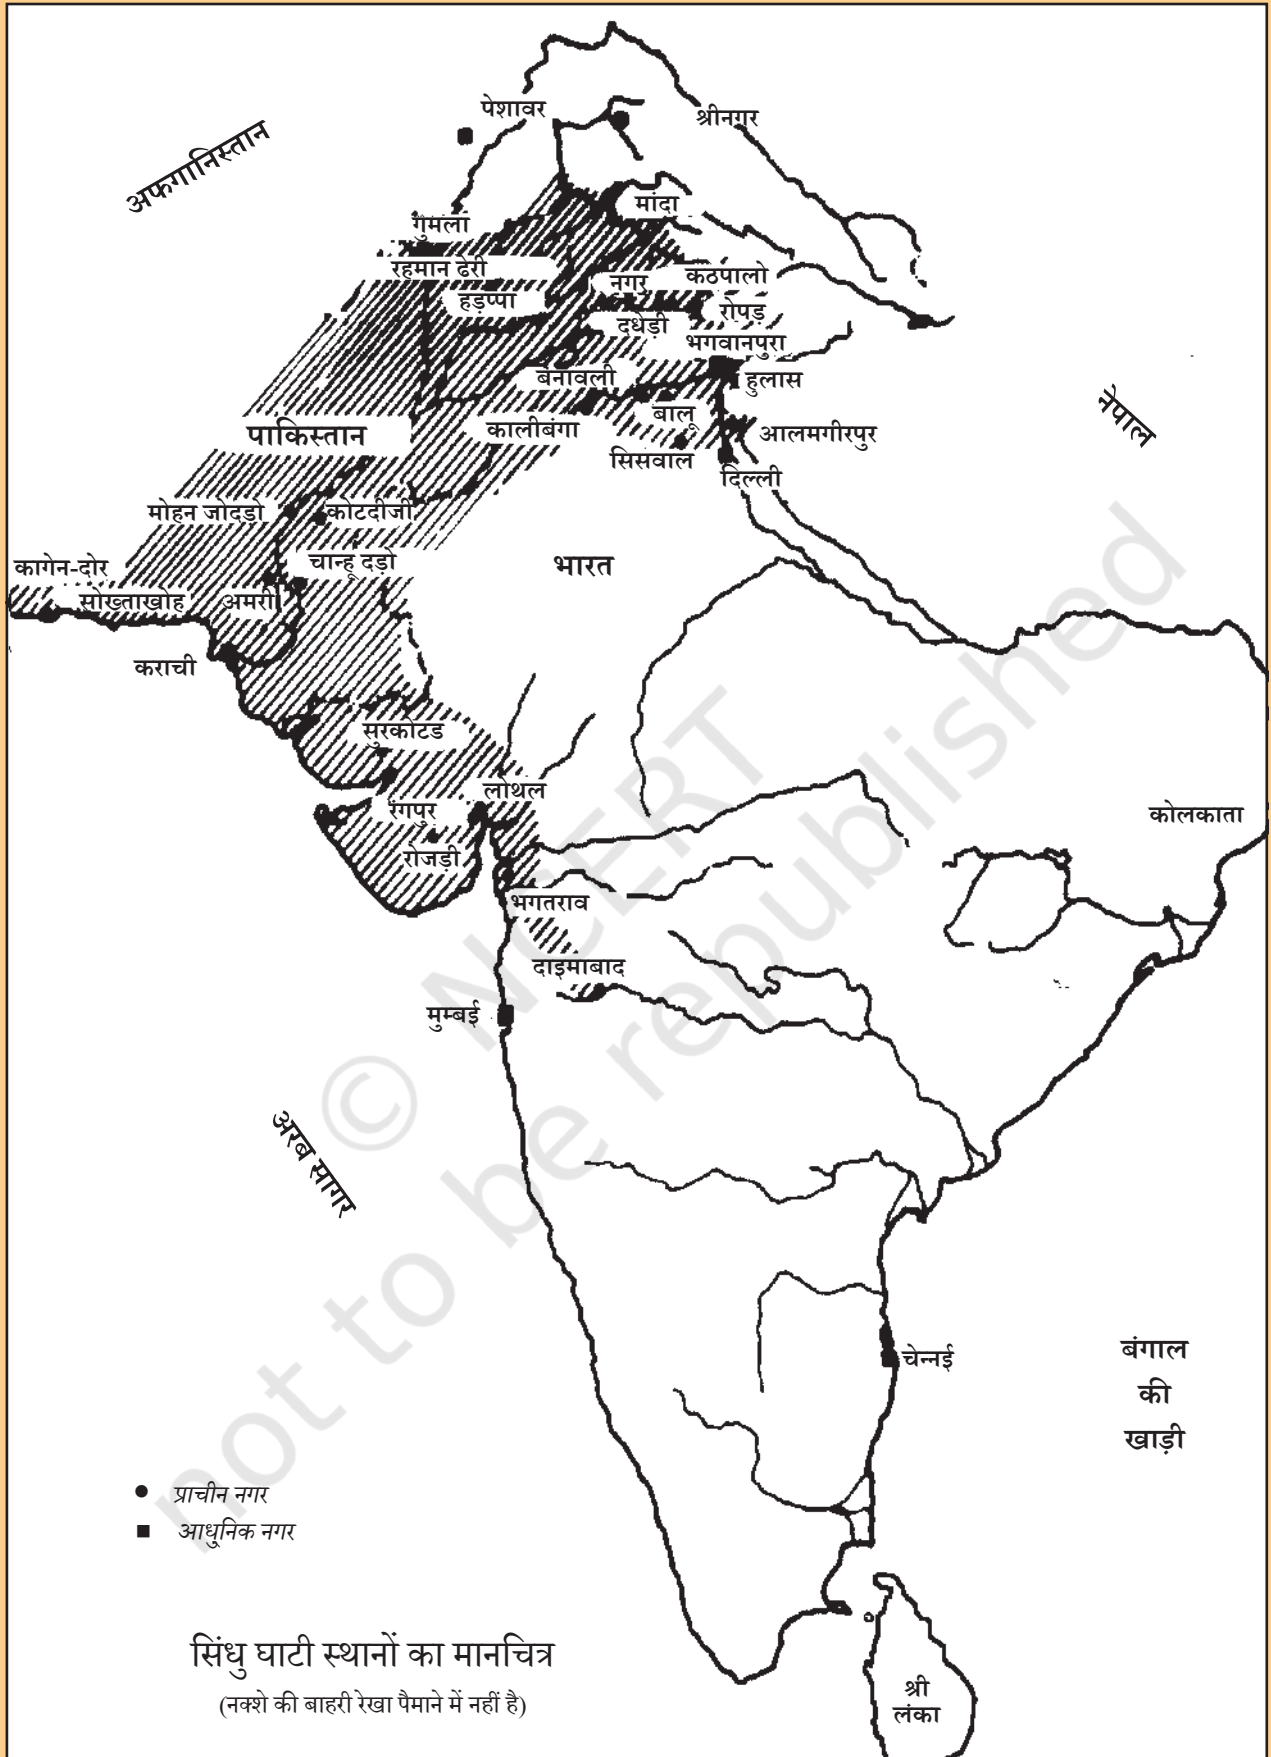 पेशावर
श्रीनगर
अफगानिस्तान
मांदा
गुमला
रहमान ढेरी
नगर
कठपालो
हड़प्पा
रोपड़
दधेड़ी
भगवानपुरा
बनावली
हुलास
नेपाल
बालू
पाकिस्तान
कालीबंगा
आलमगीरपुर
सिसवाल
दिल्ली
मोहन जोदड़ो
कोटदीजी
कागेन-दोर
चान्हू दड़ो
भारत
सोख्ताखोह
अमरी
कराची
सुरकोटड
लोथल
रंगपुर
कोलकाता
रोजड़ी
भगतराव
दाइमाबाद
मुम्बई
अरब सागर
चेन्नई
बंगाल
की
खाड़ी
प्राचीन नगर
आधुनिक नगर
सिंधु घाटी स्थानों का मानचित्र
(नक्शे की बाहरी रेखा पैमाने में नहीं है)
श्री
लंका
© NCERT
not to be republished